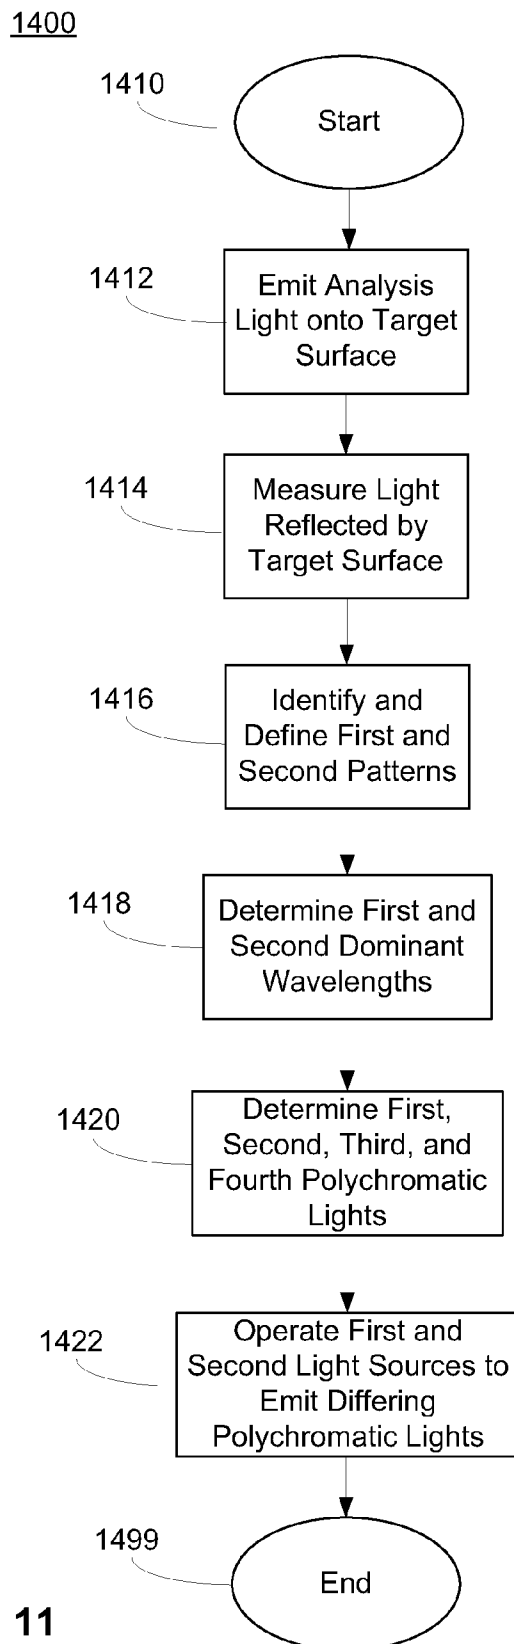 1400
1410
Start
1412
Emit Analysis
Light onto Target
Surface
1414
Measure Light
Reflected by
Target Surface
1416
Identify and
Define First and
Second Patterns
1418
Determine First and
Second Dominant
Wavelengths
1420
Determine First,
Second, Third, and
Fourth Polychromatic
Lights
1422
Operate First and
Second Light Sources to
Emit Differing
Polychromatic Lights
1499
End
11